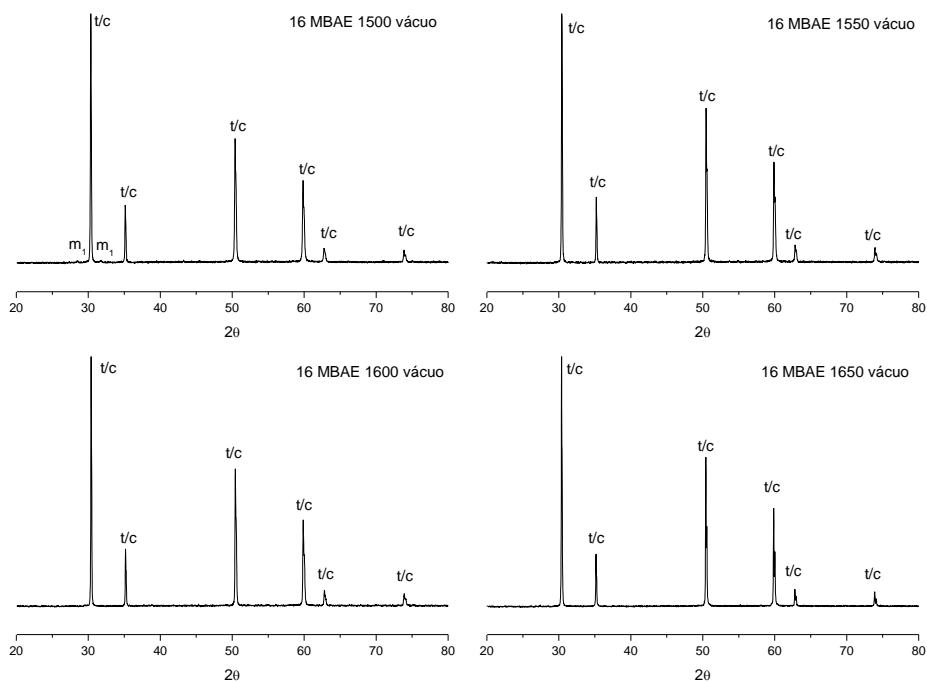 t/c
16 MBAE 1500 vácuo
t/c
t/c
t/c
m1
m1
t/c
t/c
20 30 40 50 60 70 80
2θ
t/c
16 MBAE 1550 vácuo
t/c
t/c
t/c
t/c
t/c
20 30 40 50 60 70 80
2θ
t/c
16 MBAE 1600 vácuo
t/c
t/c
t/c
t/c
t/c
20 30 40 50 60 70 80
2θ
t/c
16 MBAE 1650 vácuo
t/c
t/c
t/c
t/c
t/c
20 30 40 50 60 70 80
2θ